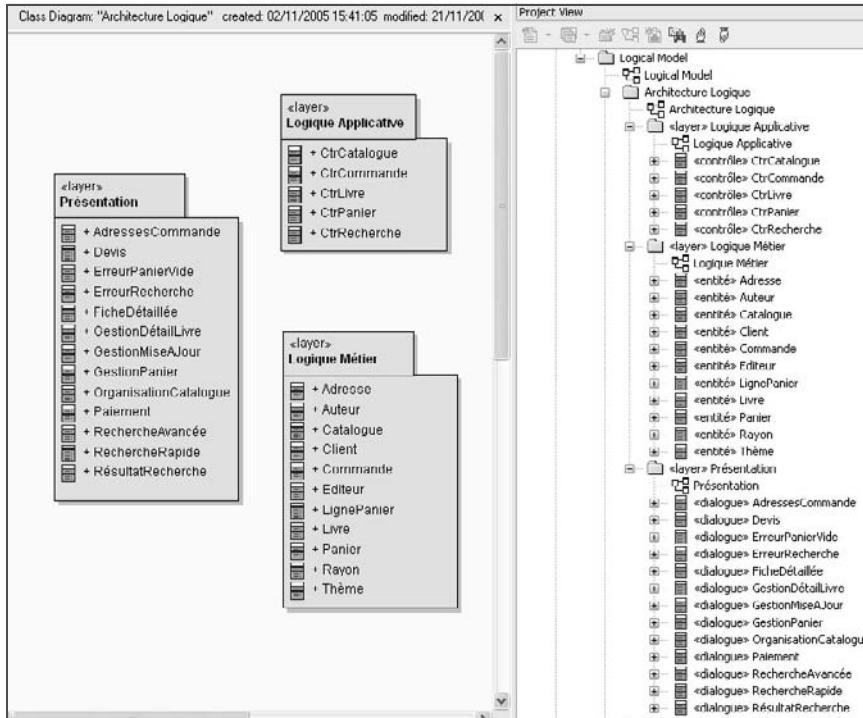 Class Diagram: "Architecture Logique" created: 02/11/2005 15:41:05 modified: 21/11/200
«layer»
Présentation
+ AdressesCommande
+ Devis
+ ErreurPanierVide
+ ErreurRecherche
+ FicheDétaillée
+ GestionDétailLivre
+ GestionMiseAJour
+ GestionPanier
+ OrganisationCatalogue
+ Paiement
+ RechercheAvancée
+ RechercheRapide
+ RésultatRecherche
«layer»
Logique Applicative
+ CtrCatalogue
+ CtrCommande
+ CtrLivre
+ CtrPanier
+ CtrRecherche
«layer»
Logique Métier
+ Adresse
+ Auteur
+ Catalogue
+ Client
+ Commande
+ Editeur
+ LignePanier
+ Livre
+ Panier
+ Rayon
+ Thème
Project View
Logical Model
Logical Model
Architecture Logique
Architecture Logique
«layer» Logique Applicative
Logique Applicative
«contrôle» CtrCatalogue
«contrôle» CtrCommande
«contrôle» CtrLivre
«contrôle» CtrPanier
«contrôle» CtrRecherche
«layer» Logique Métier
Logique Métier
«entité» Adresse
«entité» Auteur
«entité» Catalogue
«entité» Client
«entité» Commande
«entité» Editeur
«entité» LignePanier
«entité» Livre
«entité» Panier
«entité» Rayon
«entité» Thème
«layer» Présentation
Présentation
«dialogue» AdressesCommande
«dialogue» Devis
«dialogue» ErreurPanierVide
«dialogue» ErreurRecherche
«dialogue» FicheDétaillée
«dialogue» GestionDétailLivre
«dialogue» GestionMiseAJour
«dialogue» GestionPanier
«dialogue» OrganisationCatalogu
«dialogue» Paiement
«dialogue» RechercheAvancée
«dialogue» RechercheRapide
«dialogue» RésultatRecherche